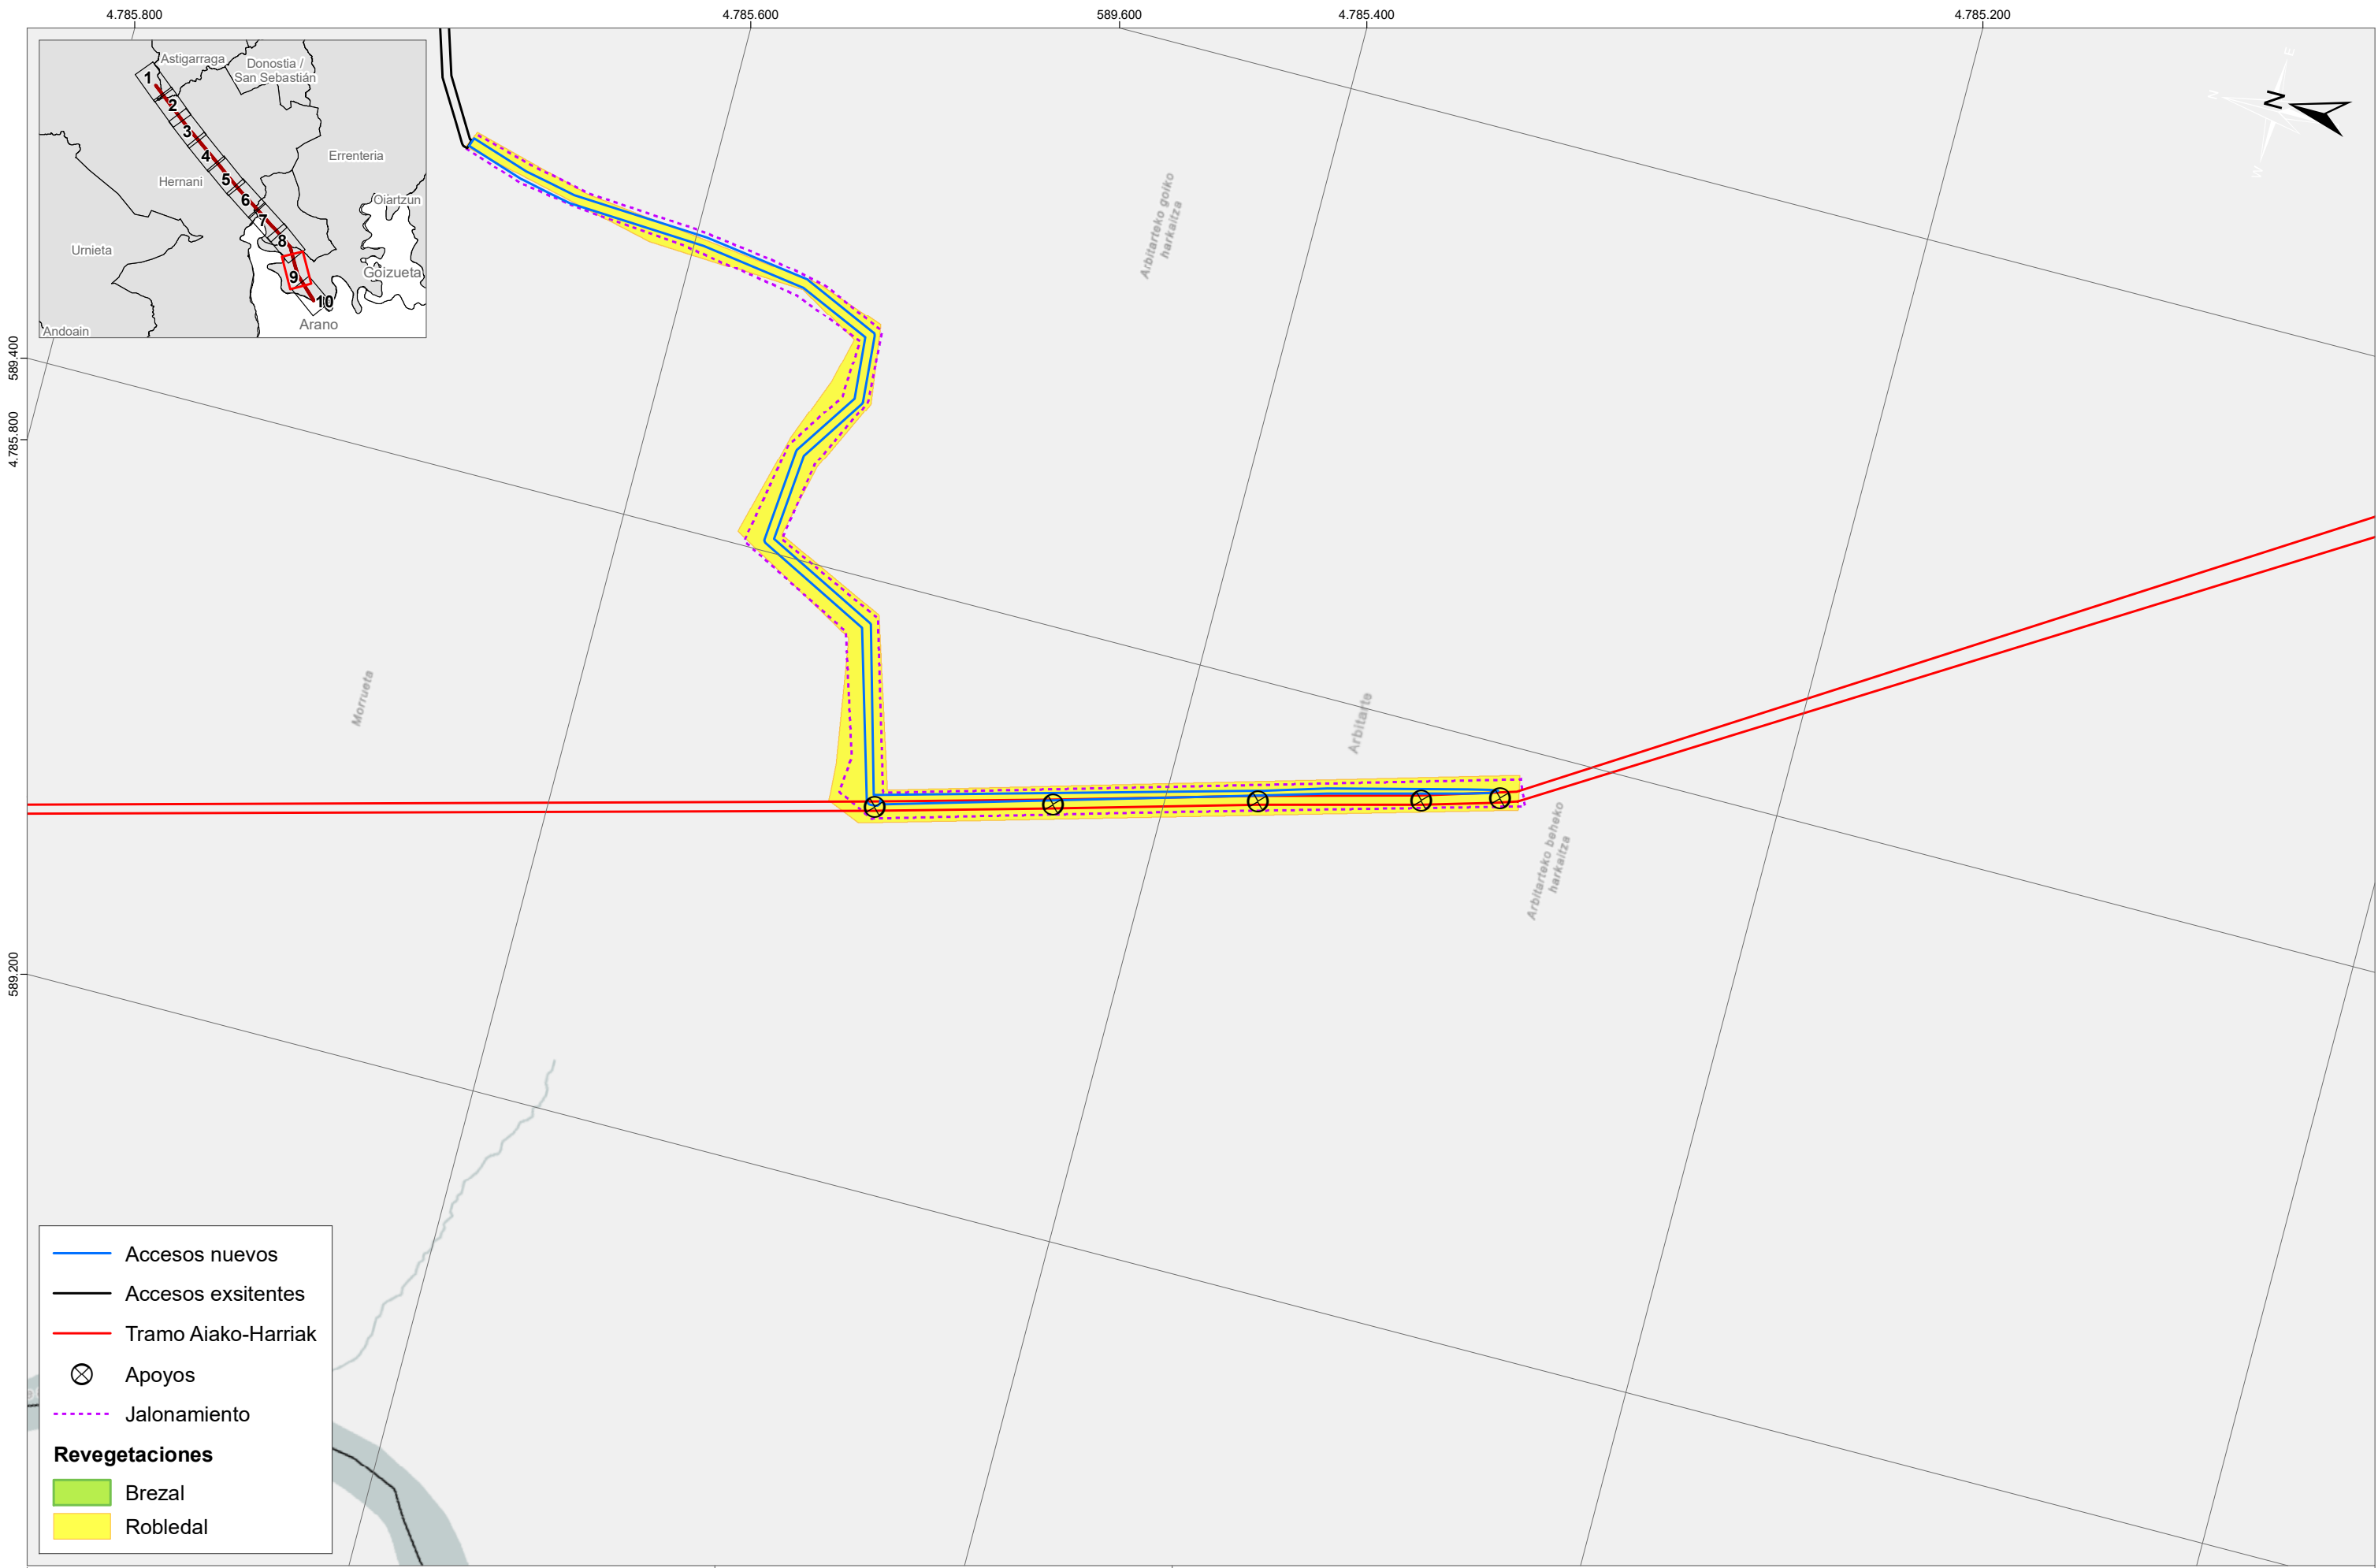 4.785.800
4.785.600
589.600
4.785.400
4.785.200
Astigarraga
Donostia /
San Sebastián
1
2
3
4
5
6
7
8
9
10
Errenteria
Hernani
Oiartzun
Urnieta
Goizueta
Andoain
Arano
E
N
N
W
589.400
4.785.800
589.200
Arbitarteko goiko
harkaitza
Morrueta
Arbitarte
Arbitarteko beheko
harkaitza
Accesos nuevos
Accesos exsitentes
Tramo Aiako-Harriak
Apoyos
Jalonamiento
Revegetaciones
Brezal
Robledal